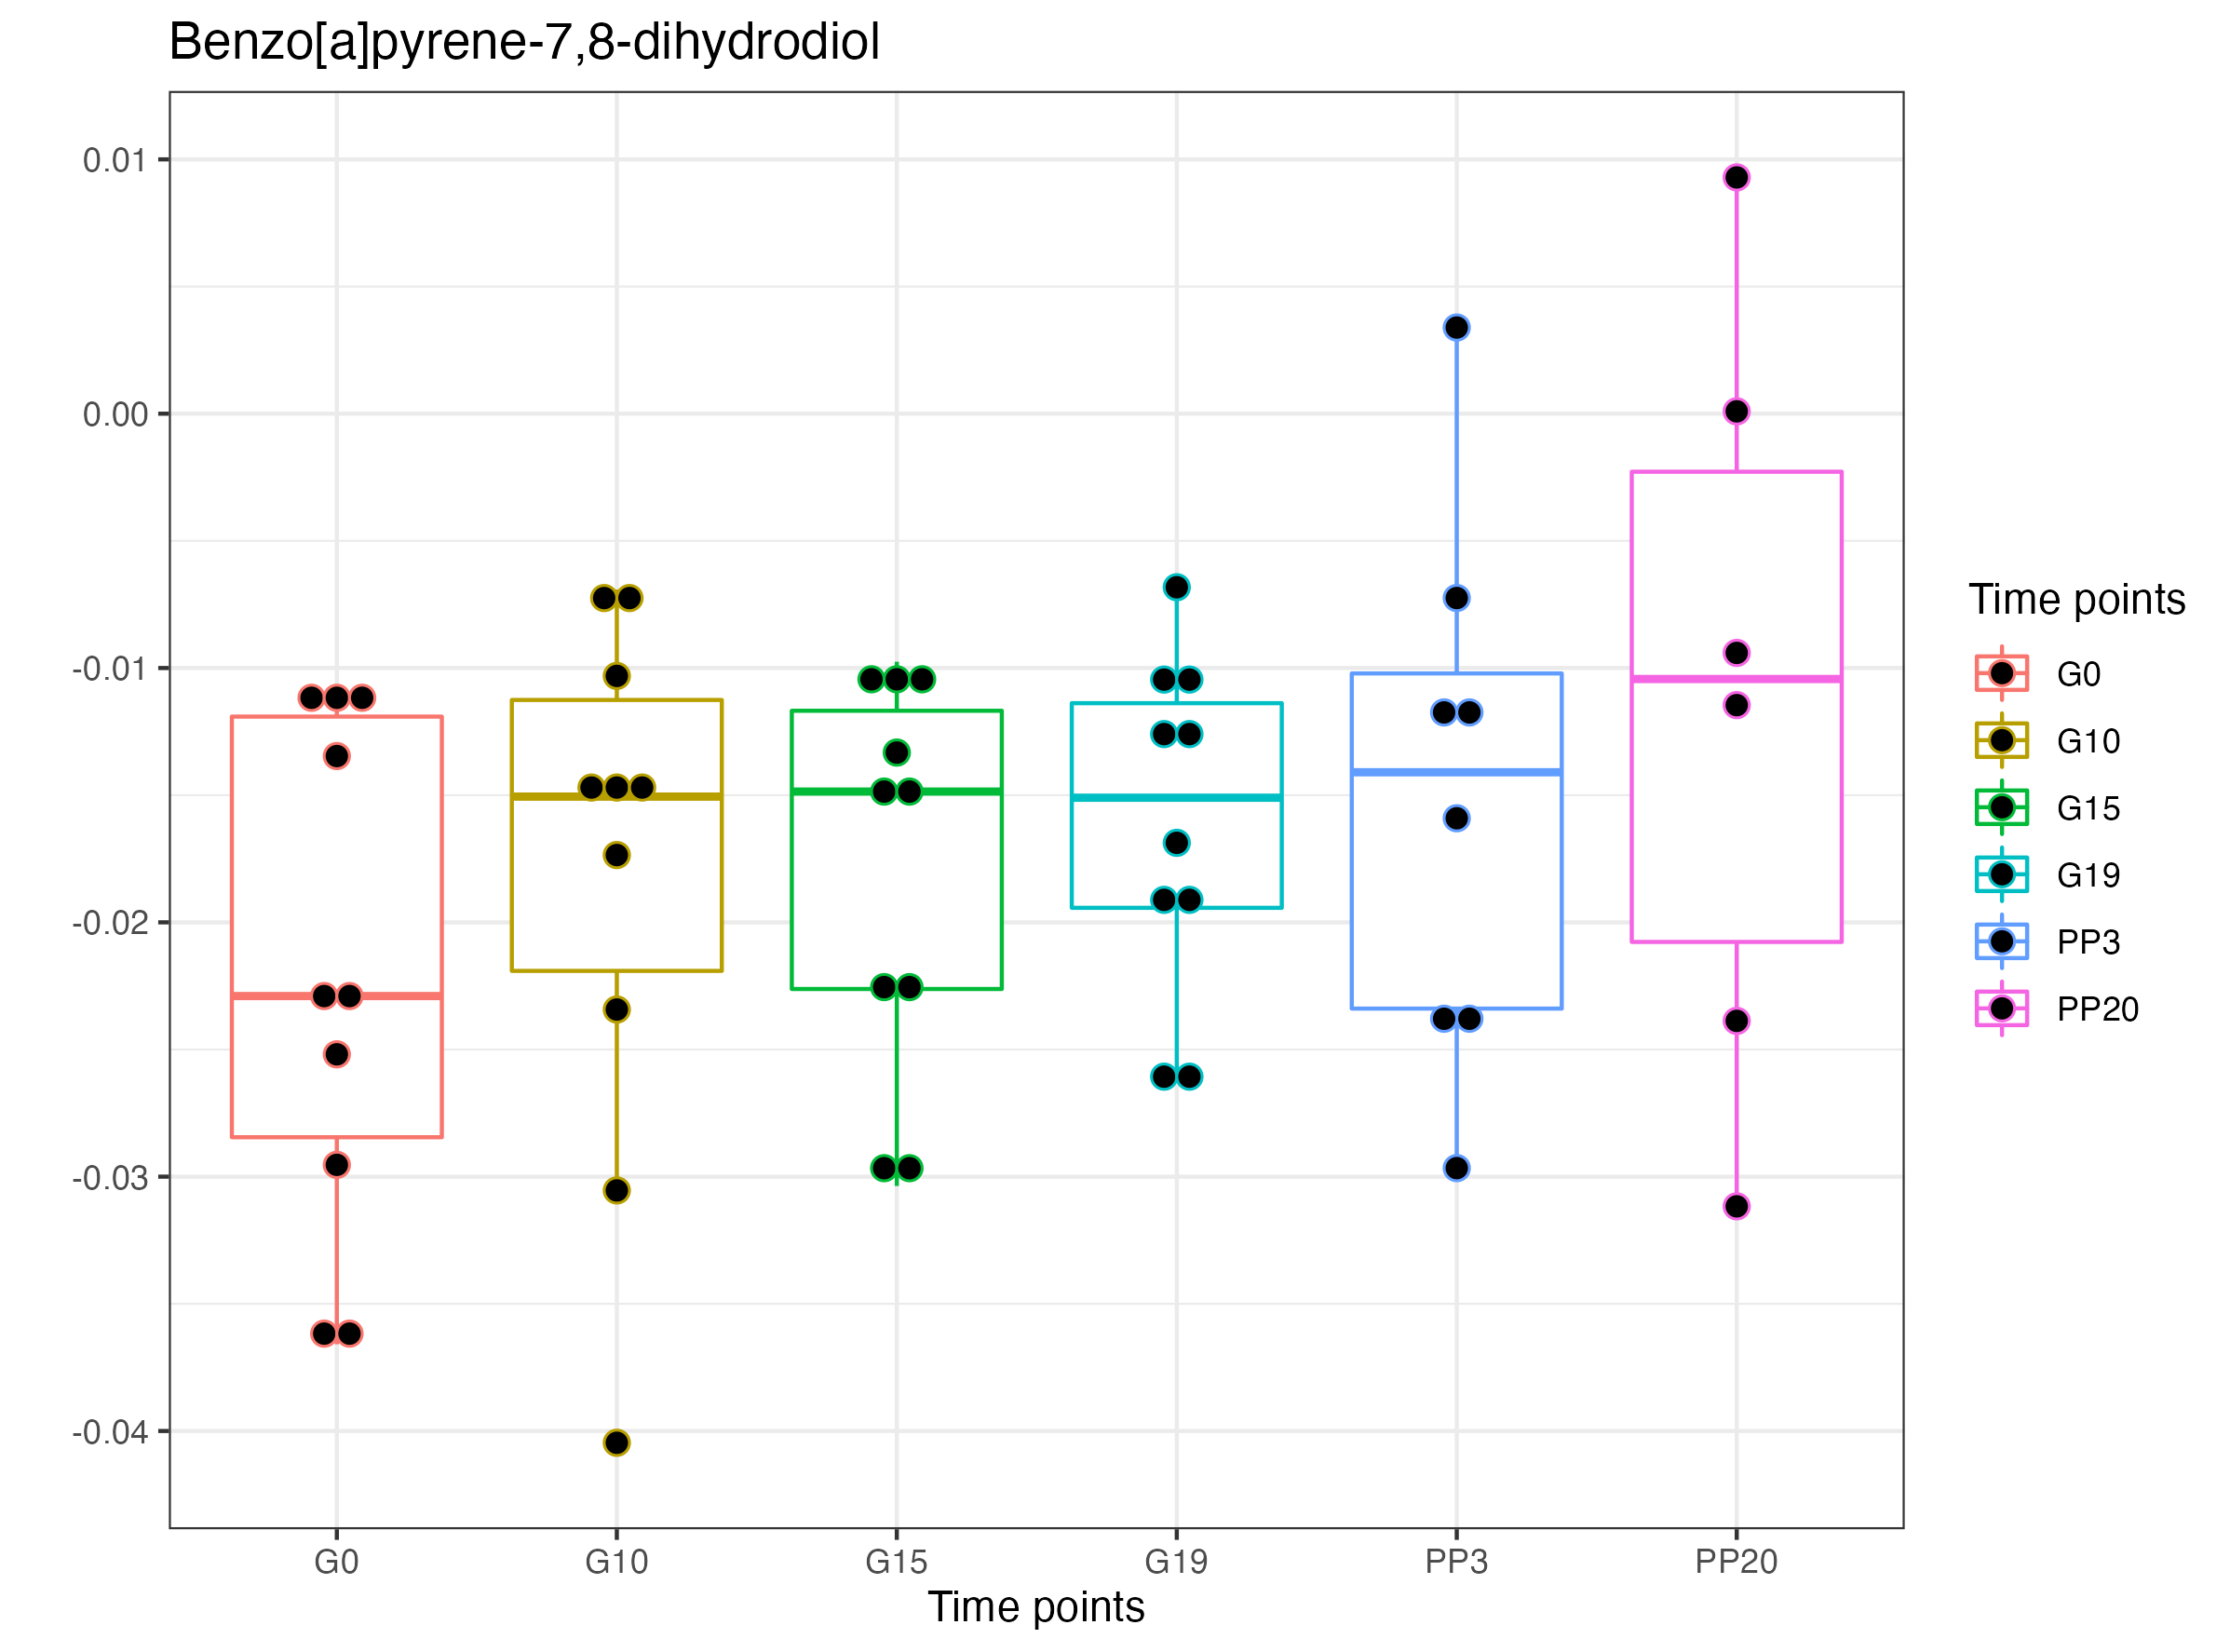 Benzo[a]pyrene-7,8-dihydrodiol
0.01
0.00
-0.01
-0.02
-0.03
-0.04
G0 G10 G15 G19 PP3 PP20
Time points
Time points
G0
G10
G15
G19
PP3
PP20